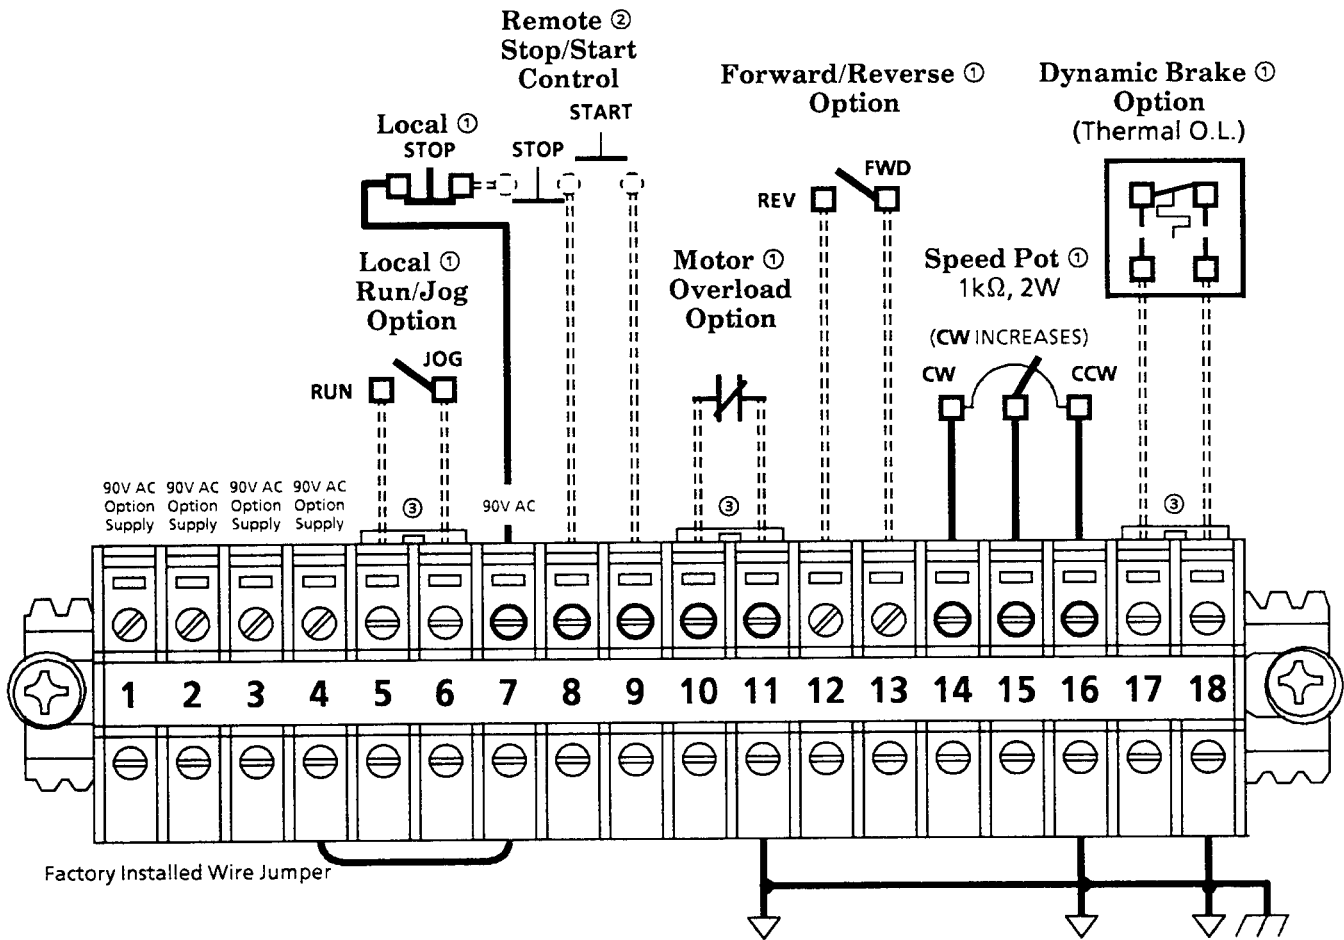 Remote ②
Stop/Start
Control
START
STOP
Local ①
STOP
Forward/Reverse ①
Option
FWD
REV
Dynamic Brake ①
Option
(Thermal O.L.)
Local ①
Run/Jog
Option
JOG
RUN
Motor ①
Overload
Option
Speed Pot ①
1kΩ, 2W
(CW INCREASES)
CW
CCW
90V AC
Option
Supply
90V AC
Option
Supply
90V AC
Option
Supply
90V AC
Option
Supply
③
90V AC
③
③
1 2 3 4 5 6 7 8 9 10 11 12 13 14 15 16 17 18
Factory Installed Wire Jumper